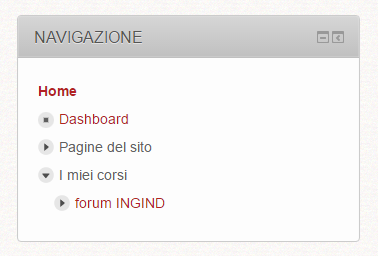 NAVIGAZIONE
Home
Dashboard
Pagine del sito
I miei corsi
forum INGIND